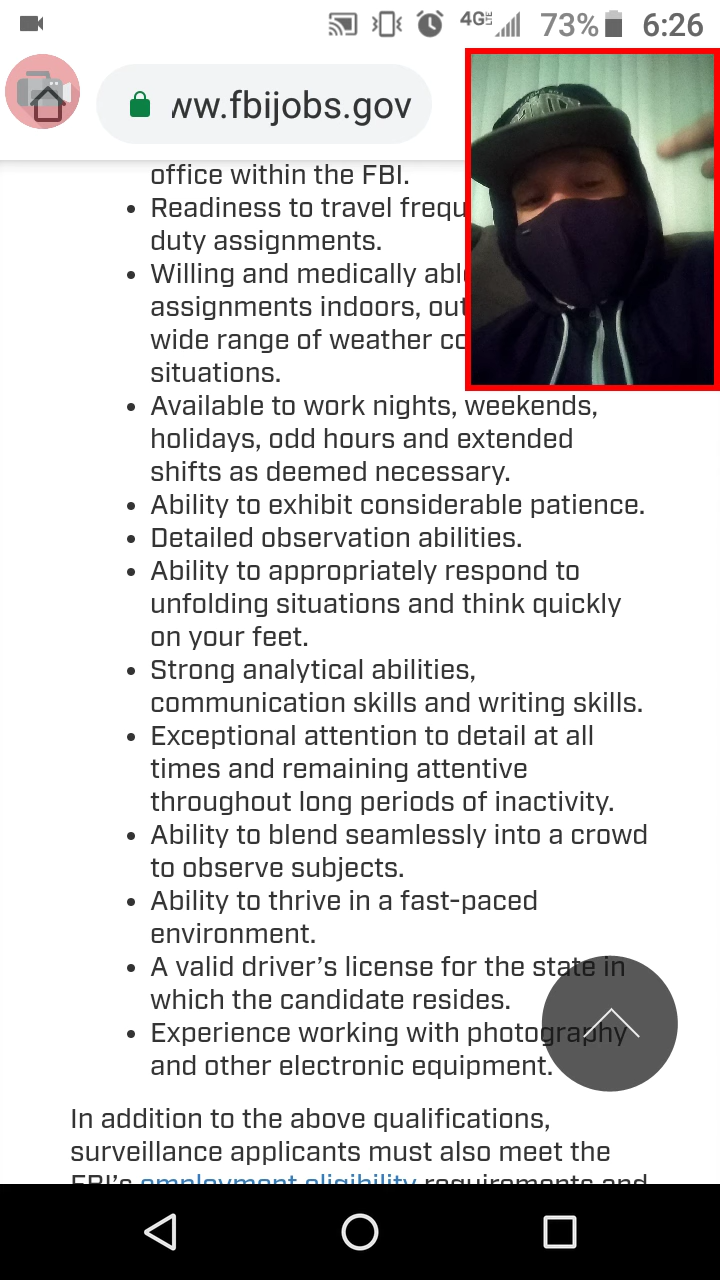 4G LTE 73% 6:26
ww.fbijobs.gov
office within the FBI.
• Readiness to travel frequ
duty assignments.
• Willing and medically abl
assignments indoors, out
wide range of weather co
situations.
• Available to work nights, weekends,
holidays, odd hours and extended
shifts as deemed necessary.
• Ability to exhibit considerable patience.
• Detailed observation abilities.
• Ability to appropriately respond to
unfolding situations and think quickly
on your feet.
• Strong analytical abilities,
communication skills and writing skills.
• Exceptional attention to detail at all
times and remaining attentive
throughout long periods of inactivity.
• Ability to blend seamlessly into a crowd
to observe subjects.
• Ability to thrive in a fast-paced
environment.
• A valid driver's license for the state in
which the candidate resides.
• Experience working with photography
and other electronic equipment.
In addition to the above qualifications,
surveillance applicants must also meet the
FBI's employment eligibility requirements and